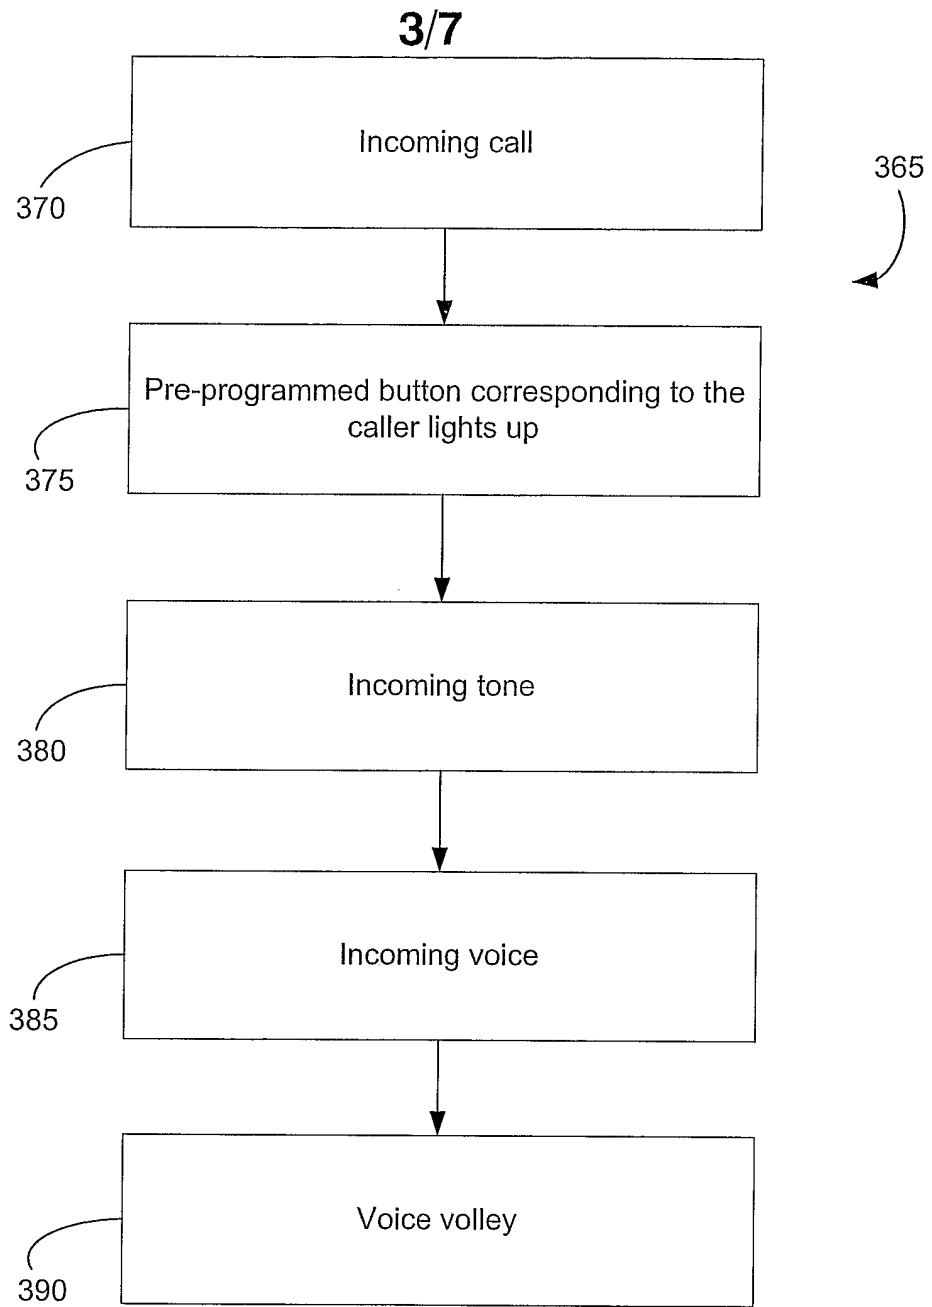 3/7
Incoming call
370
365
Pre-programmed button corresponding to the
caller lights up
375
Incoming tone
380
Incoming voice
385
Voice volley
390